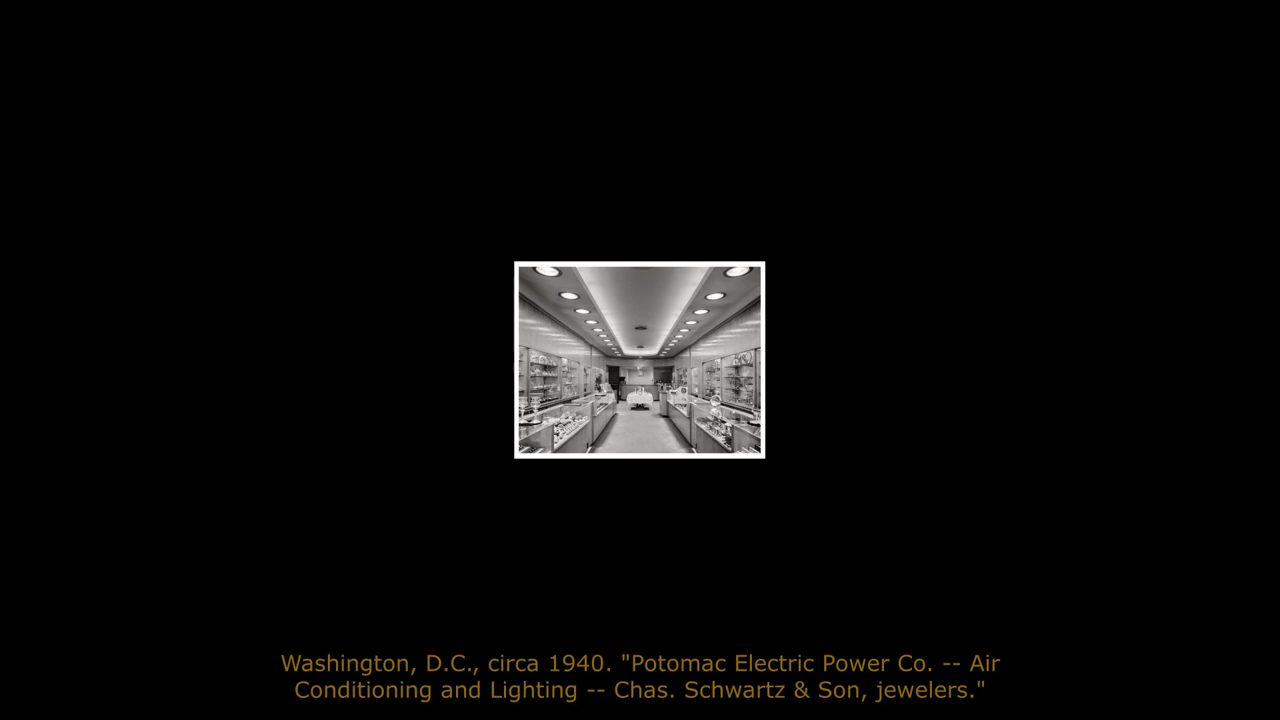 Washington, D.C., circa 1940. "Potomac Electric Power Co. -- Air
Conditioning and Lighting -- Chas. Schwartz & Son, jewelers."